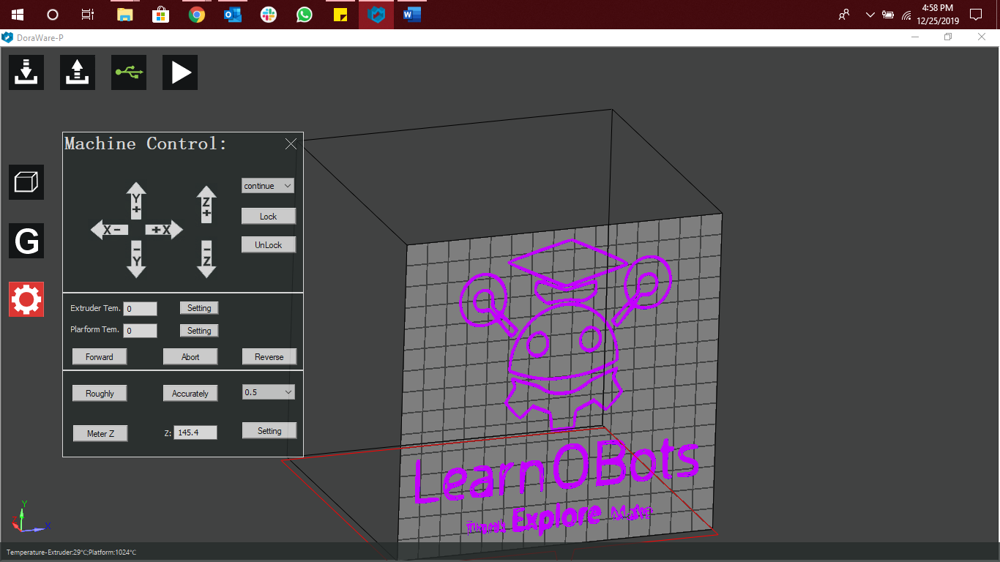 4:58 PM
12/25/2019
DoraWare-P
Machine Control:
continue
Y
+
Z
+
X -
+X
Lock
-
Y
-
Z
UnLock
G
Extruder Tem. 0 Setting
Plarform Tem. 0 Setting
Forward Abort Reverse
Roughly Accurately 0.5
Meter Z Z: 145.4 Setting
LearnOBots
Think Explore Make
Y
X
Temperature-Extruder:29°C;Platform:1024°C